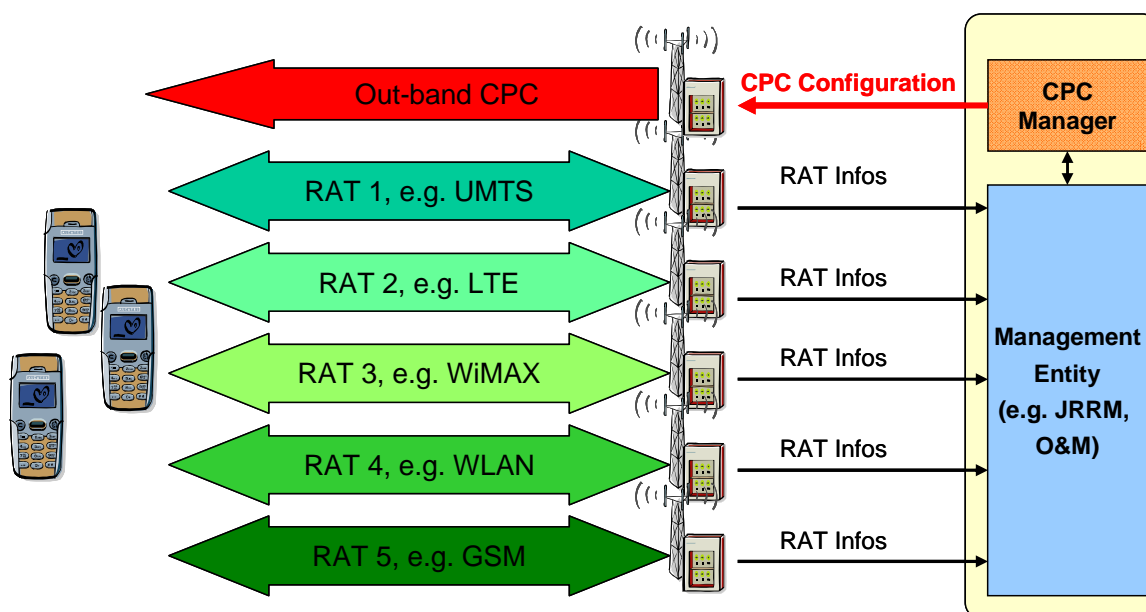 Out-band CPC
CPC Configuration
CPC
Manager
RAT 1, e.g. UMTS
RAT Infos
RAT 2, e.g. LTE
RAT Infos
RAT 3, e.g. WiMAX
RAT Infos
RAT 4, e.g. WLAN
RAT Infos
RAT 5, e.g. GSM
RAT Infos
Management
Entity
(e.g. JRRM,
O&M)